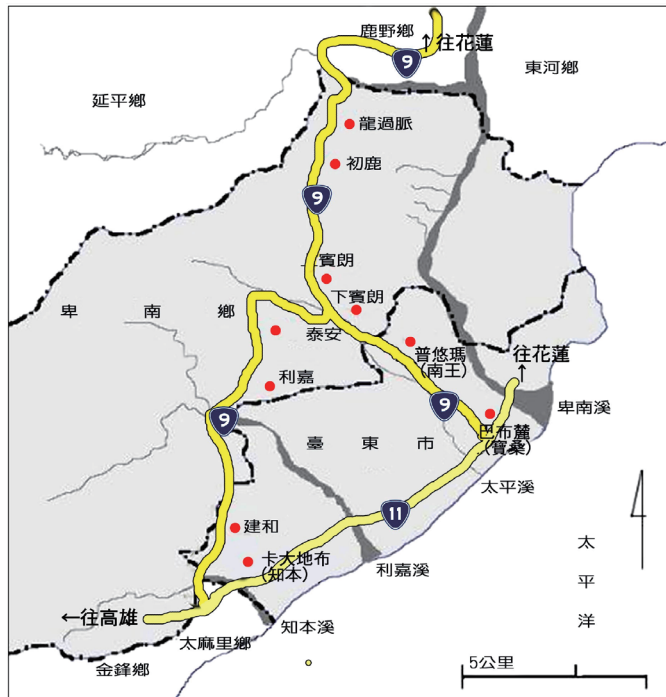 鹿野鄉
↑往花蓮
9
東河鄉
延平鄉
龍過脈
初鹿
9
上賓朗
下賓朗
卑南鄉
泰安
普悠瑪
(南王)
往花蓮
↑
利嘉
9
9
卑南溪
巴布麓
(寶桑)
臺東市
太平溪
11
建和
卡大地布
(知本)
利嘉溪
太平洋
←往高雄
太麻里鄉
知本溪
金鋒鄉
5公里